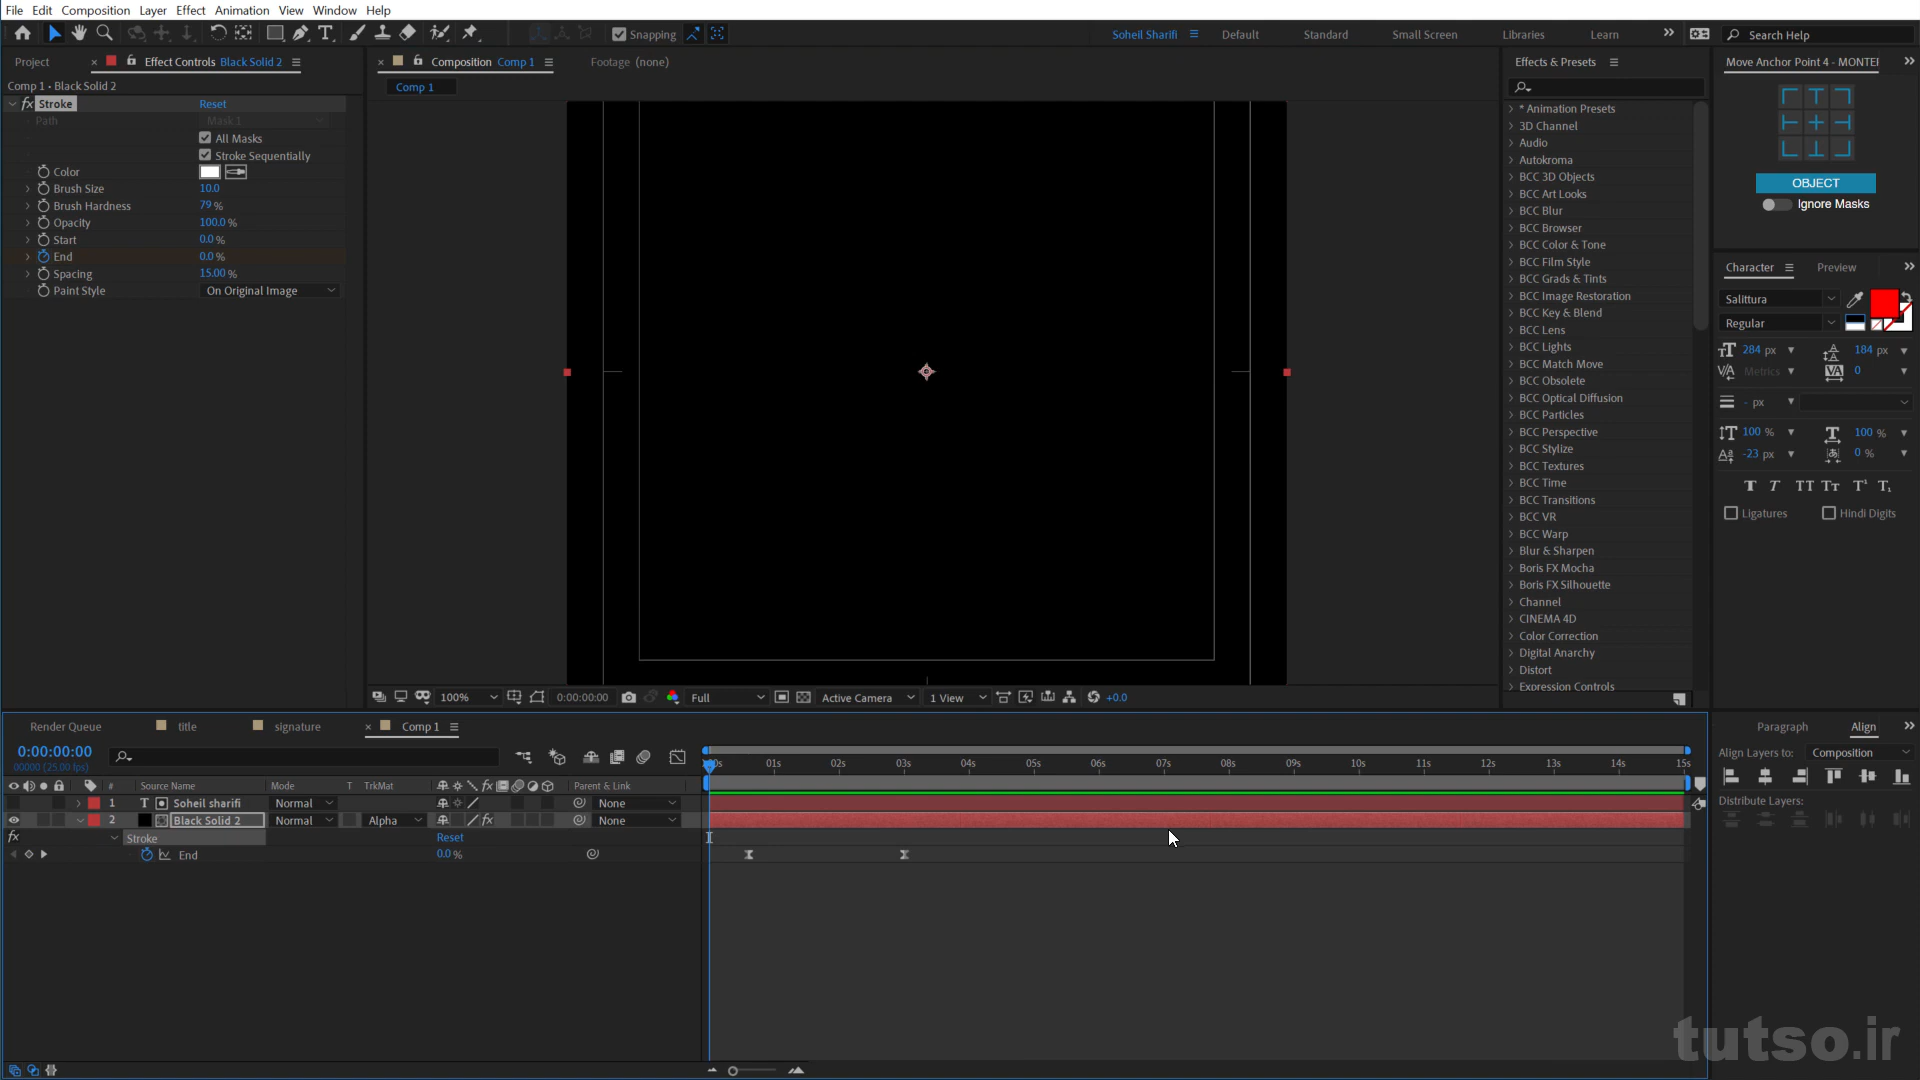 File Edit Composition Layer Effect Animation View Window Help
Snapping
Soheil Sharifi Default Standard Small Screen Libraries Learn Search Help
Project Effect Controls Black Solid 2
Comp 1 • Black Solid 2
fx Stroke Reset
Path Mask 1
All Masks
Stroke Sequentially
Color
Brush Size 10.0
Brush Hardness 79 %
Opacity 100.0 %
Start 0.0 %
End 0.0 %
Spacing 15.00 %
Paint Style On Original Image
Composition Comp 1 Footage (none)
Comp 1
100% 0:00:00:00 Full Active Camera 1 View +0.0
Effects & Presets
* Animation Presets
3D Channel
Audio
Autokroma
BCC 3D Objects
BCC Art Looks
BCC Blur
BCC Browser
BCC Color & Tone
BCC Film Style
BCC Grads & Tints
BCC Image Restoration
BCC Key & Blend
BCC Lens
BCC Lights
BCC Match Move
BCC Obsolete
BCC Optical Diffusion
BCC Particles
BCC Perspective
BCC Stylize
BCC Textures
BCC Time
BCC Transitions
BCC VR
BCC Warp
Blur & Sharpen
Boris FX Mocha
Boris FX Silhouette
Channel
CINEMA 4D
Color Correction
Digital Anarchy
Distort
Expression Controls
Move Anchor Point 4 - MONTEI
OBJECT
Ignore Masks
Character Preview
Salittura
Regular
284 px 184 px
Metrics 0
- px
100 % 100 %
-23 px 0 %
Ligatures Hindi Digits
Render Queue title signature Comp 1
0:00:00:00
00000 (25.00 fps)
01s 02s 03s 04s 05s 06s 07s 08s 09s 10s 11s 12s 13s 14s 15s
# Source Name Mode T TrkMat Parent & Link
1 T Soheil sharifi Normal None
2 Black Solid 2 Normal Alpha fx None
fx Stroke Reset
End 0.0 %
Paragraph Align
Align Layers to: Composition
Distribute Layers:
tutso.ir